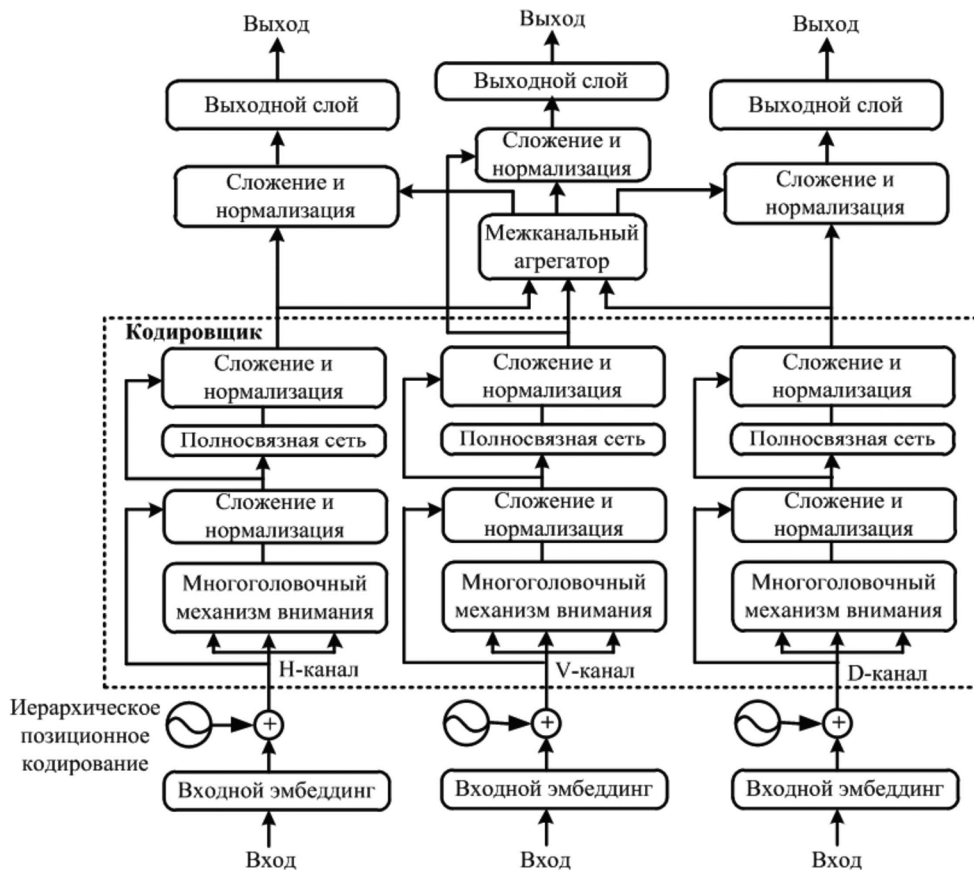 Выход
Выход
Выход
Выходной слой
Выходной слой
Выходной слой
Сложение и
нормализация
Сложение и
нормализация
Сложение и
нормализация
Межканальный
агрегатор
Кодировщик
Сложение и
нормализация
Сложение и
нормализация
Сложение и
нормализация
Полносвязная сеть
Полносвязная сеть
Полносвязная сеть
Сложение и
нормализация
Сложение и
нормализация
Сложение и
нормализация
Многоголовочный
механизм внимания
Многоголовочный
механизм внимания
Многоголовочный
механизм внимания
H-канал
V-канал
D-канал
Иерархическое
позиционное
кодирование
+
+
+
Входной эмбеддинг
Входной эмбеддинг
Входной эмбеддинг
Вход
Вход
Вход